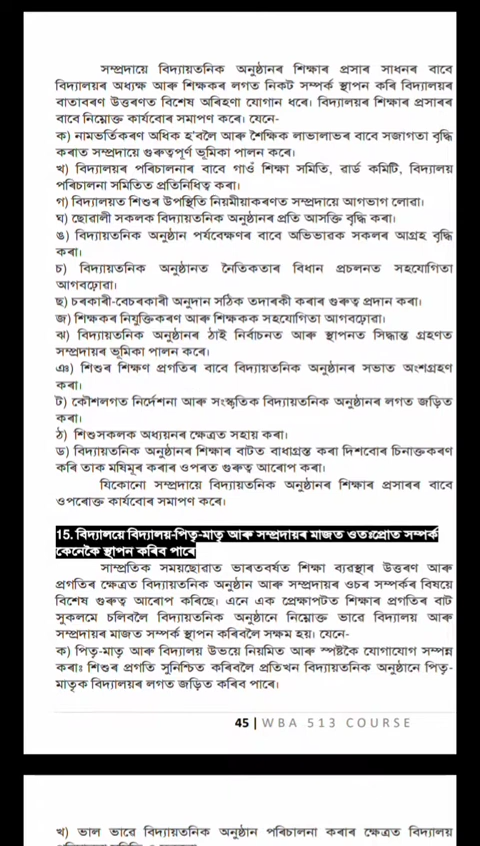 সম্প্ৰদায়ে বিদ্যায়তনিক অনুষ্ঠানৰ শিক্ষাৰ প্ৰসাৰ সাধনৰ বাবে
বিদ্যালয়ৰ অধ্যক্ষ আৰু শিক্ষকৰ লগত নিকট সম্পৰ্ক স্থাপন কৰি বিদ্যালয়ৰ
বাতাবৰণ উত্তৰণত বিশেষ অৰিহণা যোগান ধৰে। বিদ্যালয়ৰ শিক্ষাৰ প্ৰসাৰৰ
বাবে নিম্নোক্ত কাৰ্যবোৰ সমাপণ কৰে। যেনে-
ক) নামভৰ্তিকৰণ অধিক হ'বলৈ আৰু শৈক্ষিক লাভালাভৰ বাবে সজাগতা বৃদ্ধি
কৰাত সম্প্ৰদায়ে গুৰুত্বপূৰ্ণ ভূমিকা পালন কৰে।
খ) বিদ্যালয়ৰ পৰিচালনাৰ বাবে গাওঁ শিক্ষা সমিতি, ৱাৰ্ড কমিটি, বিদ্যালয়
পৰিচালনা সমিতিত প্ৰতিনিধিত্ব কৰা।
গ) বিদ্যালয়ত শিশুৰ উপস্থিতি নিয়মীয়াকৰণত সম্প্ৰদায়ে আগভাগ লোৱা।
ঘ) ছোৱালী সকলক বিদ্যায়তনিক অনুষ্ঠানৰ প্ৰতি আসক্তি বৃদ্ধি কৰা।
ঙ) বিদ্যায়তনিক অনুষ্ঠান পৰ্যবেক্ষণৰ বাবে অভিভাৱক সকলৰ আগ্ৰহ বৃদ্ধি
কৰা।
চ) বিদ্যায়তনিক অনুষ্ঠানত নৈতিকতাৰ বিধান প্ৰচলনত সহযোগিতা
আগবঢ়োৱা।
ছ) চৰকাৰী-বেচৰকাৰী অনুদান সঠিক তদাৰকী কৰাৰ গুৰুত্ব প্ৰদান কৰা।
জ) শিক্ষকৰ নিযুক্তিকৰণ আৰু শিক্ষকক সহযোগিতা আগবঢ়োৱা।
ঝ) বিদ্যায়তনিক অনুষ্ঠানৰ ঠাই নিৰ্বাচনত আৰু স্থাপনত সিদ্ধান্ত গ্ৰহণত
সম্প্ৰদায়ৰ ভূমিকা পালন কৰে।
ঞ) শিশুৰ শিক্ষণ প্ৰগতিৰ বাবে বিদ্যায়তনিক অনুষ্ঠানৰ সভাত অংশগ্ৰহণ
কৰা।
ট) কৌশলগত নিৰ্দেশনা আৰু সংস্কৃতিক বিদ্যায়তনিক অনুষ্ঠানৰ লগত জড়িত
কৰা।
ঠ) শিশুসকলক অধ্যয়নৰ ক্ষেত্ৰত সহায় কৰা।
ড) বিদ্যায়তনিক অনুষ্ঠানৰ শিক্ষাৰ বাটত বাধাগ্ৰস্ত কৰা দিশবোৰ চিনাক্তকৰণ
কৰি তাক মষিমূৰ কৰাৰ ওপৰত গুৰুত্ব আৰোপ কৰা।
যিকোনো সম্প্ৰদায়ে বিদ্যায়তনিক অনুষ্ঠানৰ শিক্ষাৰ প্ৰসাৰৰ বাবে
ওপৰোক্ত কাৰ্যবোৰ সমাপণ কৰে।
15. বিদ্যালয়ে বিদ্যালয়-পিতৃ-মাতৃ আৰু সম্প্ৰদায়ৰ মাজত ওতঃপ্ৰোত সম্পৰ্ক
কেনেকৈ স্থাপন কৰিব পাৰে
সাম্প্ৰতিক সময়ছোৱাত ভাৰতবৰ্ষত শিক্ষা ব্যৱস্থাৰ উত্তৰণ আৰু
প্ৰগতিৰ ক্ষেত্ৰত বিদ্যায়তনিক অনুষ্ঠান আৰু সম্প্ৰদায়ৰ ওচৰ সম্পৰ্কৰ বিষয়ে
বিশেষ গুৰুত্ব আৰোপ কৰিছে। এনে এক প্ৰেক্ষাপটত শিক্ষাৰ প্ৰগতিৰ বাট
সুকলমে চলিবলৈ বিদ্যায়তনিক অনুষ্ঠানে নিম্নোক্ত ভাৱে বিদ্যালয় আৰু
সম্প্ৰদায়ৰ মাজত সম্পৰ্ক স্থাপন কৰিবলৈ সক্ষম হয়। যেনে-
ক) পিতৃ-মাতৃ আৰু বিদ্যালয় উভয়ে নিয়মিত আৰু স্পষ্টকৈ যোগাযোগ সম্পন্ন
কৰাঃ শিশুৰ প্ৰগতি সুনিশ্চিত কৰিবলৈ প্ৰতিখন বিদ্যায়তনিক অনুষ্ঠানে পিতৃ-
মাতৃক বিদ্যালয়ৰ লগত জড়িত কৰিব পাৰে।
45 | WBA 513 COURSE
খ) ভাল ভাৱে বিদ্যায়তনিক অনুষ্ঠান পৰিচালনা কৰাৰ ক্ষেত্ৰত বিদ্যালয়